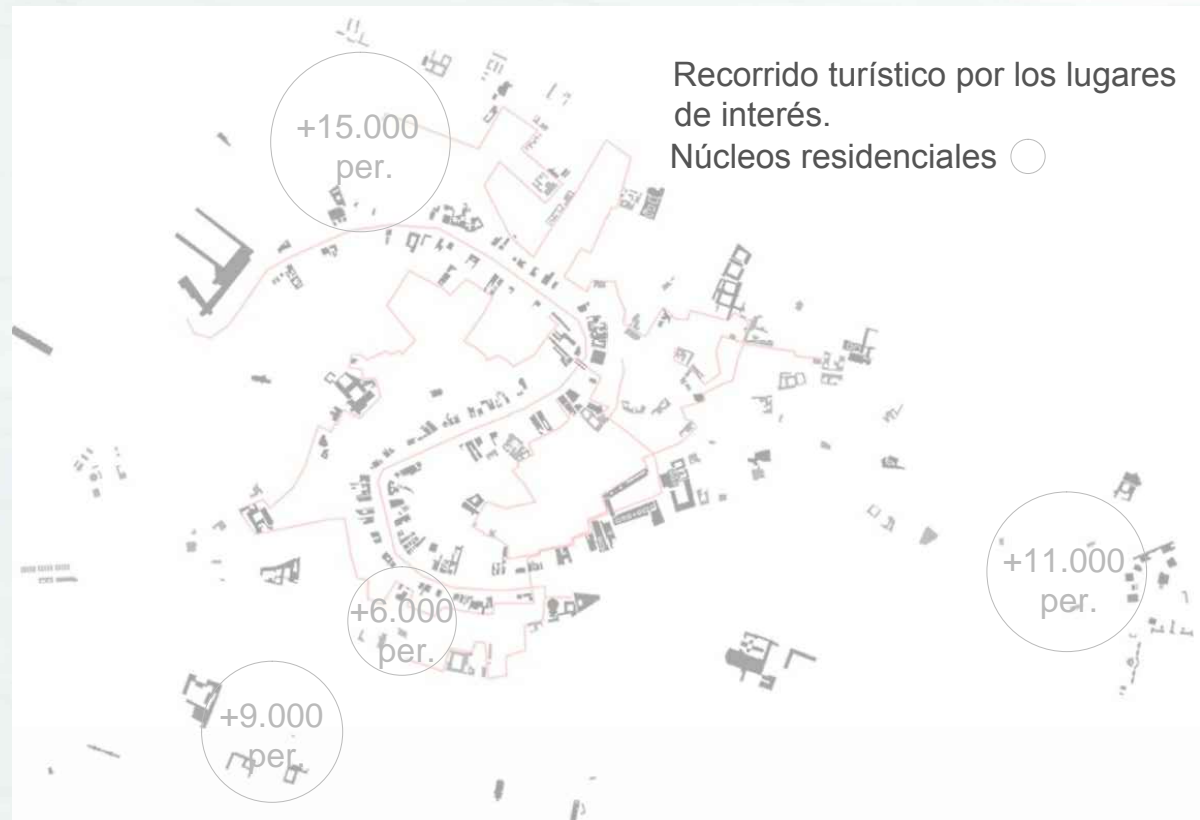 Recorrido turístico por los lugares
de interés.
Núcleos residenciales
+15.000
per.
+11.000
per.
+6.000
per.
+9.000
per.